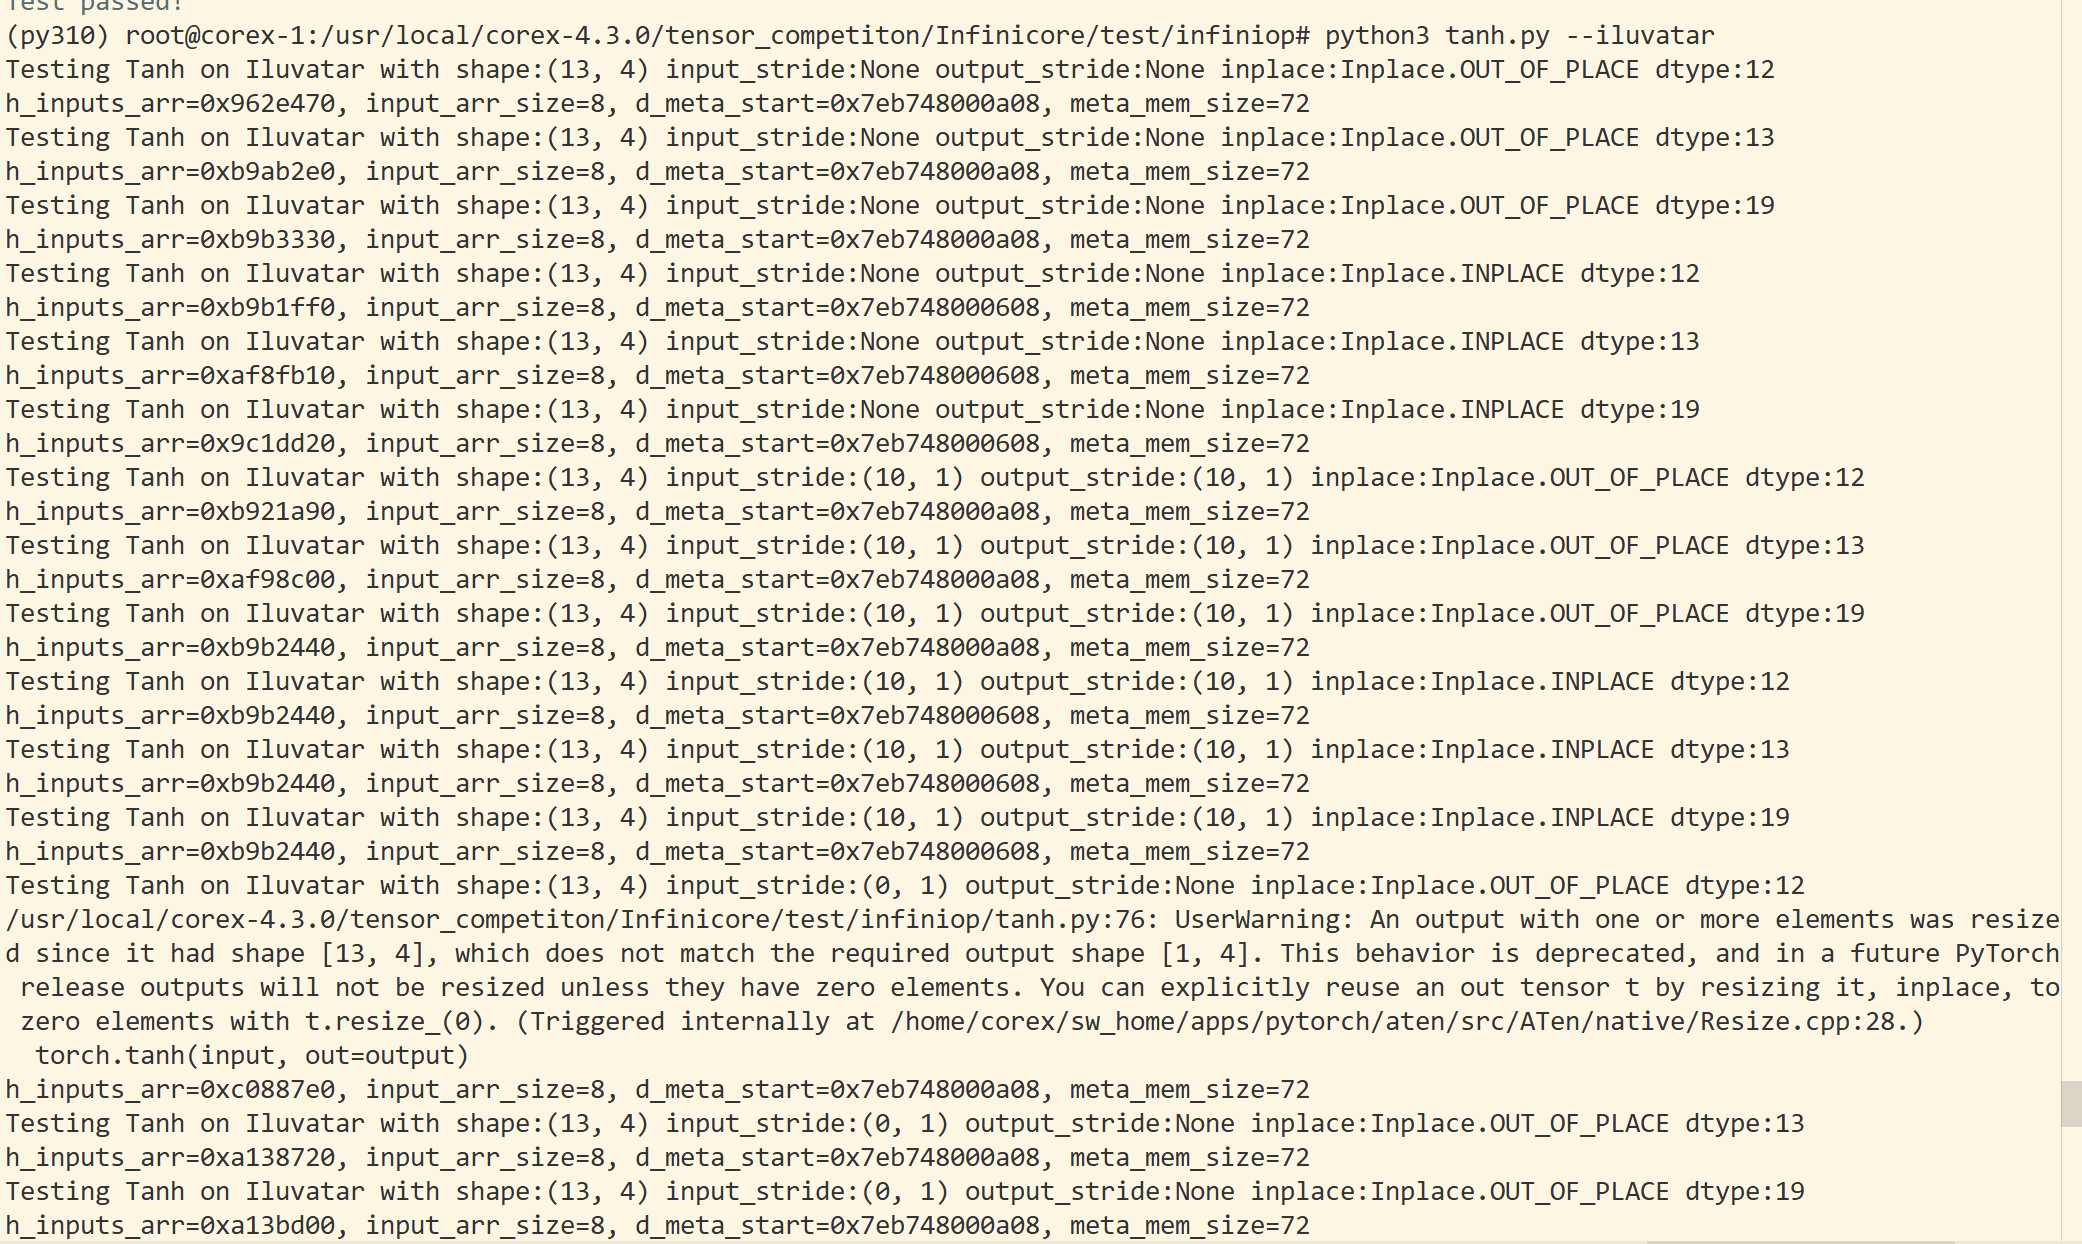 Test passed!
(py310) root@corex-1:/usr/local/corex-4.3.0/tensor_competiton/Infinicore/test/infiniop# python3 tanh.py --iluvatar
Testing Tanh on Iluvatar with shape:(13, 4) input_stride:None output_stride:None inplace:Inplace.OUT_OF_PLACE dtype:12
h_inputs_arr=0x962e470, input_arr_size=8, d_meta_start=0x7eb748000a08, meta_mem_size=72
Testing Tanh on Iluvatar with shape:(13, 4) input_stride:None output_stride:None inplace:Inplace.OUT_OF_PLACE dtype:13
h_inputs_arr=0xb9ab2e0, input_arr_size=8, d_meta_start=0x7eb748000a08, meta_mem_size=72
Testing Tanh on Iluvatar with shape:(13, 4) input_stride:None output_stride:None inplace:Inplace.OUT_OF_PLACE dtype:19
h_inputs_arr=0xb9b3330, input_arr_size=8, d_meta_start=0x7eb748000a08, meta_mem_size=72
Testing Tanh on Iluvatar with shape:(13, 4) input_stride:None output_stride:None inplace:Inplace.INPLACE dtype:12
h_inputs_arr=0xb9b1ff0, input_arr_size=8, d_meta_start=0x7eb748000608, meta_mem_size=72
Testing Tanh on Iluvatar with shape:(13, 4) input_stride:None output_stride:None inplace:Inplace.INPLACE dtype:13
h_inputs_arr=0xaf8fb10, input_arr_size=8, d_meta_start=0x7eb748000608, meta_mem_size=72
Testing Tanh on Iluvatar with shape:(13, 4) input_stride:None output_stride:None inplace:Inplace.INPLACE dtype:19
h_inputs_arr=0x9c1dd20, input_arr_size=8, d_meta_start=0x7eb748000608, meta_mem_size=72
Testing Tanh on Iluvatar with shape:(13, 4) input_stride:(10, 1) output_stride:(10, 1) inplace:Inplace.OUT_OF_PLACE dtype:12
h_inputs_arr=0xb921a90, input_arr_size=8, d_meta_start=0x7eb748000a08, meta_mem_size=72
Testing Tanh on Iluvatar with shape:(13, 4) input_stride:(10, 1) output_stride:(10, 1) inplace:Inplace.OUT_OF_PLACE dtype:13
h_inputs_arr=0xaf98c00, input_arr_size=8, d_meta_start=0x7eb748000a08, meta_mem_size=72
Testing Tanh on Iluvatar with shape:(13, 4) input_stride:(10, 1) output_stride:(10, 1) inplace:Inplace.OUT_OF_PLACE dtype:19
h_inputs_arr=0xb9b2440, input_arr_size=8, d_meta_start=0x7eb748000a08, meta_mem_size=72
Testing Tanh on Iluvatar with shape:(13, 4) input_stride:(10, 1) output_stride:(10, 1) inplace:Inplace.INPLACE dtype:12
h_inputs_arr=0xb9b2440, input_arr_size=8, d_meta_start=0x7eb748000608, meta_mem_size=72
Testing Tanh on Iluvatar with shape:(13, 4) input_stride:(10, 1) output_stride:(10, 1) inplace:Inplace.INPLACE dtype:13
h_inputs_arr=0xb9b2440, input_arr_size=8, d_meta_start=0x7eb748000608, meta_mem_size=72
Testing Tanh on Iluvatar with shape:(13, 4) input_stride:(10, 1) output_stride:(10, 1) inplace:Inplace.INPLACE dtype:19
h_inputs_arr=0xb9b2440, input_arr_size=8, d_meta_start=0x7eb748000608, meta_mem_size=72
Testing Tanh on Iluvatar with shape:(13, 4) input_stride:(0, 1) output_stride:None inplace:Inplace.OUT_OF_PLACE dtype:12
/usr/local/corex-4.3.0/tensor_competiton/Infinicore/test/infiniop/tanh.py:76: UserWarning: An output with one or more elements was resize
d since it had shape [13, 4], which does not match the required output shape [1, 4]. This behavior is deprecated, and in a future PyTorch
 release outputs will not be resized unless they have zero elements. You can explicitly reuse an out tensor t by resizing it, inplace, to
 zero elements with t.resize_(0). (Triggered internally at /home/corex/sw_home/apps/pytorch/aten/src/ATen/native/Resize.cpp:28.)
  torch.tanh(input, out=output)
h_inputs_arr=0xc0887e0, input_arr_size=8, d_meta_start=0x7eb748000a08, meta_mem_size=72
Testing Tanh on Iluvatar with shape:(13, 4) input_stride:(0, 1) output_stride:None inplace:Inplace.OUT_OF_PLACE dtype:13
h_inputs_arr=0xa138720, input_arr_size=8, d_meta_start=0x7eb748000a08, meta_mem_size=72
Testing Tanh on Iluvatar with shape:(13, 4) input_stride:(0, 1) output_stride:None inplace:Inplace.OUT_OF_PLACE dtype:19
h_inputs_arr=0xa13bd00, input_arr_size=8, d_meta_start=0x7eb748000a08, meta_mem_size=72